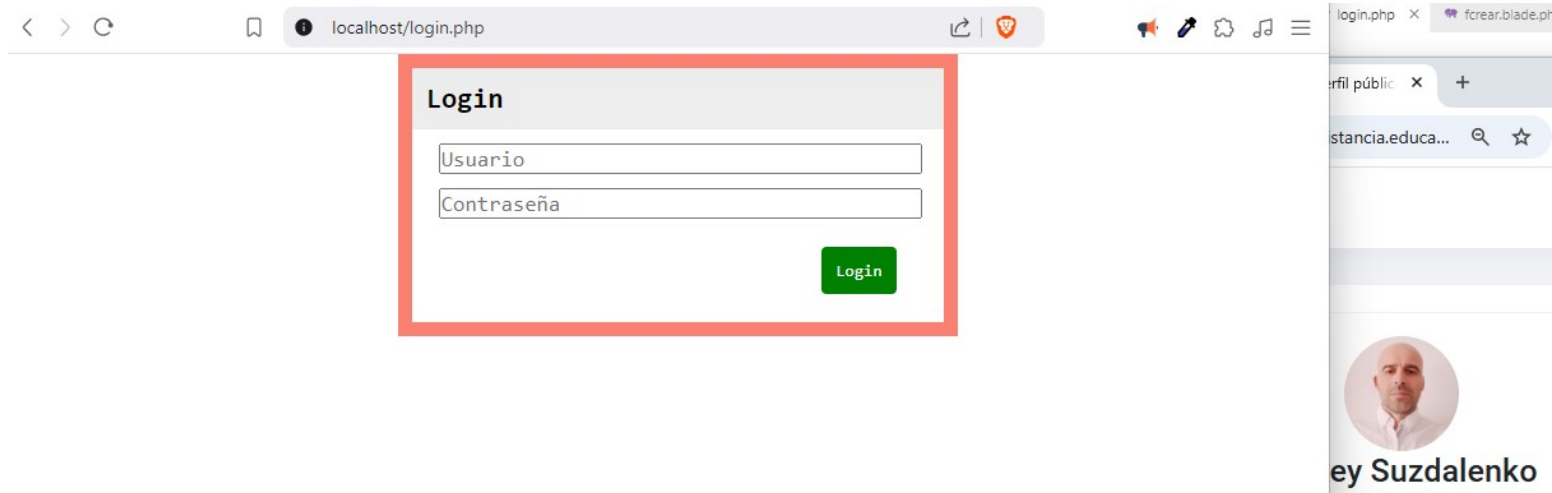 localhost/login.php
login.php
fcrear.blade.ph
Login
Usuario
Contraseña
Login
rfil públic
stancia.educa...
ey Suzdalenko